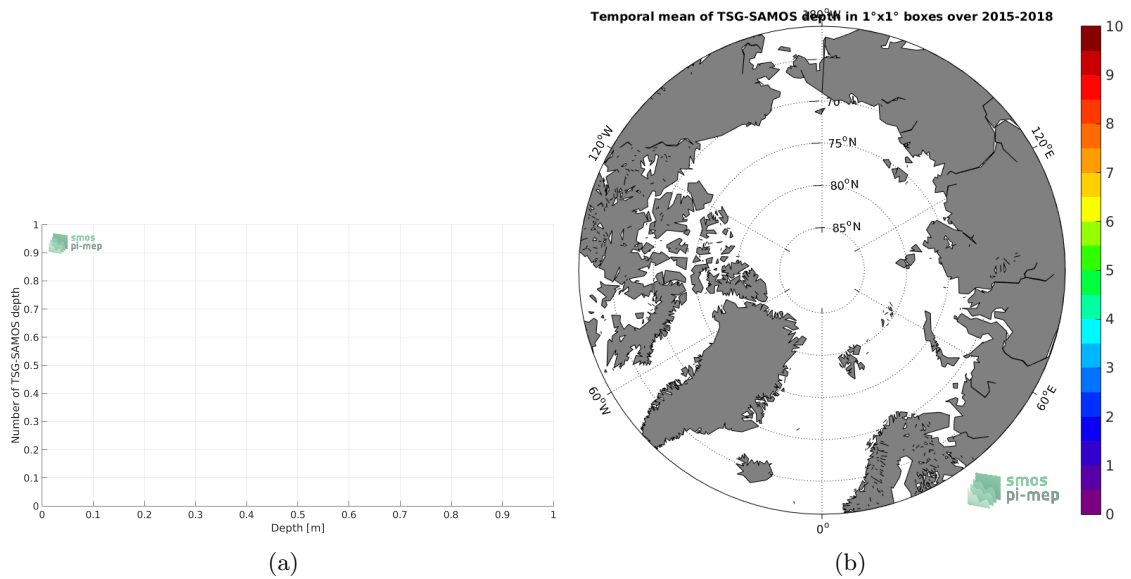 1
0.9
0.8
0.7
0.6
0.5
0.4
0.3
0.2
0.1
0
Number of TSG-SAMOS depth
smos
pi-mep
0 0.1 0.2 0.3 0.4 0.5 0.6 0.7 0.8 0.9 1
Depth [m]
(a)
Temporal mean of TSG-SAMOS depth in 1°x1° boxes over 2015-2018
180°W
120°W
120°E
75°N
80°N
85°N
60°W
60°E
0°
smos
pi-mep
10
9
8
7
6
5
4
3
2
1
0
(b)